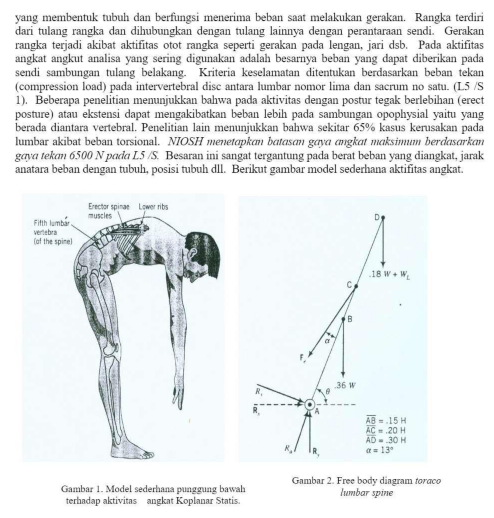 yang membentuk tubuh dan berfungsi menerima beban saat melakukan gerakan. Rangka terdiri
dari tulang rangka dan dihubungkan dengan tulang lainnya dengan perantaraan sendi. Gerakan
rangka terjadi akibat aktifitas otot rangka seperti gerakan pada lengan, jari dsb. Pada aktifitas
angkat angkut analisa yang sering digunakan adalah besarnya beban yang dapat diberikan pada
sendi sambungan tulang belakang. Kriteria keselamatan ditentukan berdasarkan beban tekan
(compression load) pada intervertebral disc antara lumbar nomor lima dan sacrum no satu. (L5 /S
1). Beberapa penelitian menunjukkan bahwa pada aktivitas dengan postur tegak berlebihan (erect
posture) atau ekstensi dapat mengakibatkan beban lebih pada sambungan opophysial yaitu yang
berada diantara vertebral. Penelitian lain menunjukkan bahwa sekitar 65% kasus kerusakan pada
lumbar akibat beban torsional. NIOSH menetapkan batasan gaya angkat maksimum berdasarkan
gaya tekan 6500 N pada L5 /S. Besaran ini sangat tergantung pada berat beban yang diangkat, jarak
anatara beban dengan tubuh, posisi tubuh dll. Berikut gambar model sederhana aktifitas angkat.
Erector spinae Lower ribs
muscles
Fifth lumbar
vertebra
(of the spine)
D
.18 W + W_L
C
B
α
F_e
.36 W
θ
A
AB = .15 H
AC = .20 H
AD = .30 H
α = 13°
Gambar 1. Model sederhana punggung bawah
terhadap aktivitas angkat Koplanar Statis.
Gambar 2. Free body diagram toraco
lumbar spine